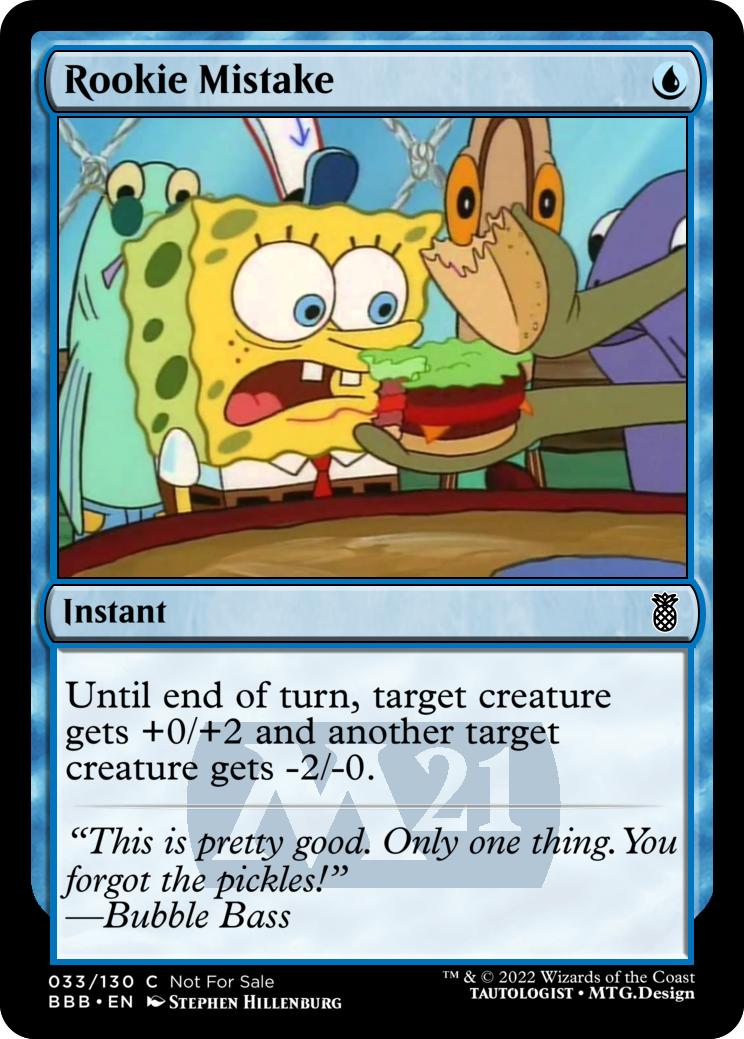 Rookie Mistake
Instant
Until end of turn, target creature
gets +0/+2 and another target
creature gets -2/-0.
M21
“This is pretty good. Only one thing. You
forgot the pickles!”
—Bubble Bass
033/130 C Not For Sale
BBB • EN Stephen Hillenburg
™ & © 2022 Wizards of the Coast
TAUTOLOGIST • MTG.Design